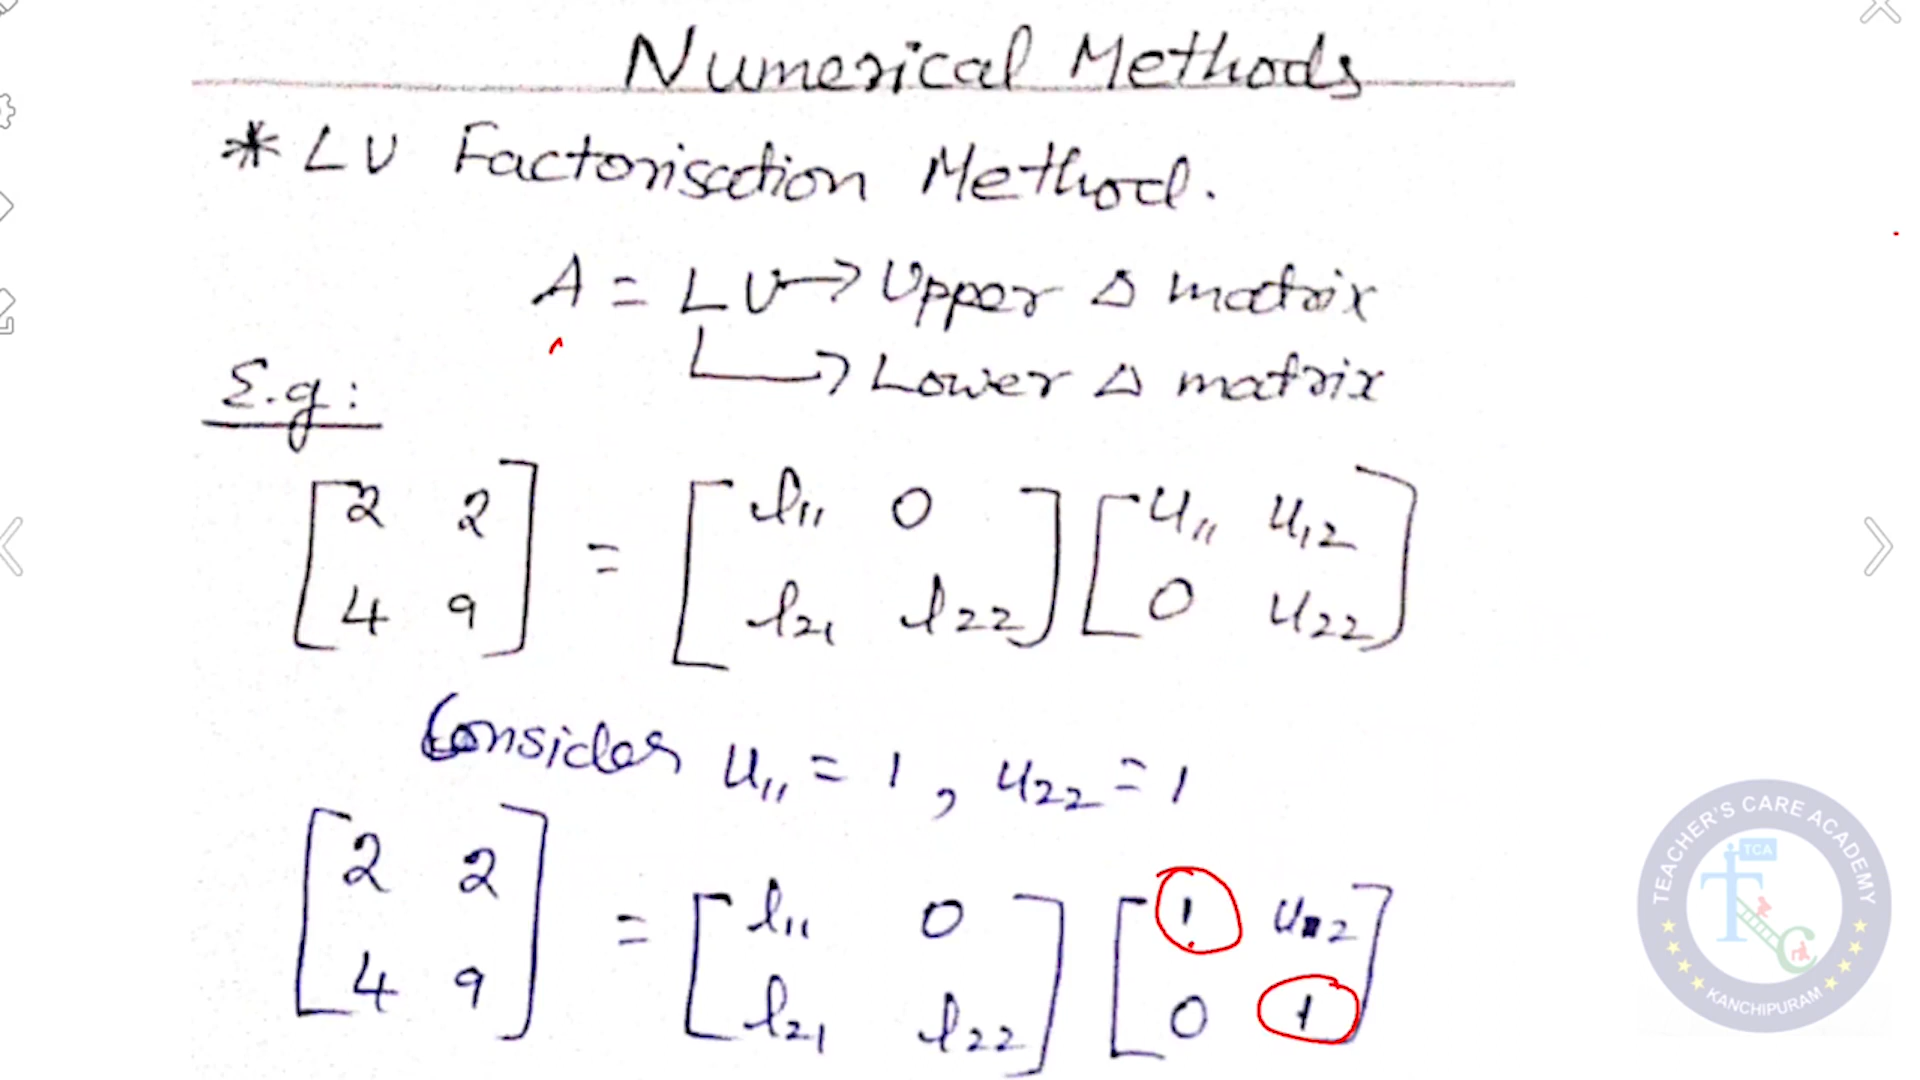 Numerical Methods
* LU Factorisation Method.
A = LU → Upper Δ matrix
→ Lower Δ matrix
E.g:
[2 2
4 9] = [l11 0
l21 l22] [u11 u12
0 u22]
Consider u11 = 1, u22 = 1
[2 2
4 9] = [l11 0
l21 l22] [1 u12
0 1]
TEACHER'S CARE ACADEMY
TCA
KANCHIPURAM